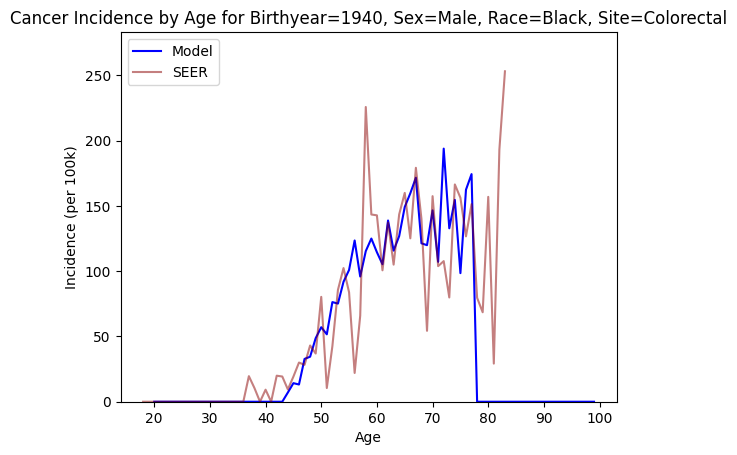 Cancer Incidence by Age for Birthyear=1940, Sex=Male, Race=Black, Site=Colorectal
Model
SEER
Incidence (per 100k)
250
200
150
100
50
0
20 30 40 50 60 70 80 90 100
Age